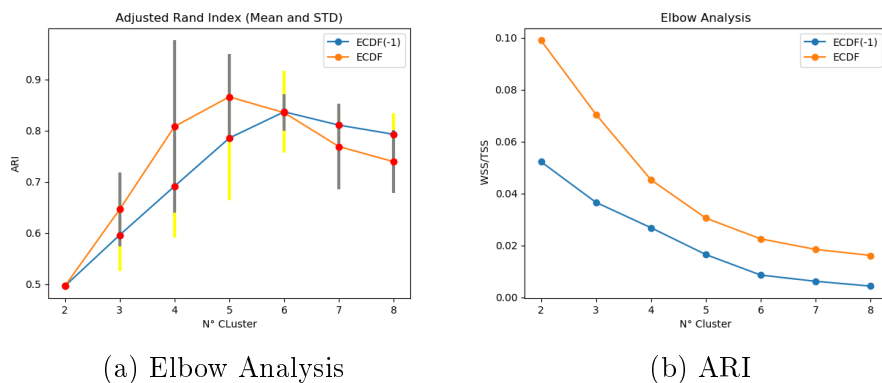 Adjusted Rand Index (Mean and STD)
ECDF(-1)
ECDF
0.9
0.8
0.7
0.6
0.5
ARI
2 3 4 5 6 7 8
N° CLuster
(a) Elbow Analysis
Elbow Analysis
ECDF(-1)
ECDF
0.10
0.08
0.06
0.04
0.02
0.00
WSS/TSS
2 3 4 5 6 7 8
N° Cluster
(b) ARI